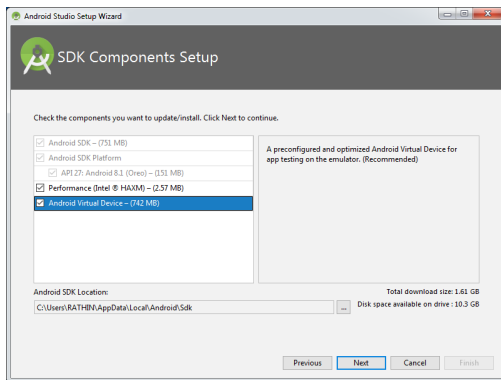 Android Studio Setup Wizard
SDK Components Setup
Check the components you want to update/install. Click Next to continue.
Android SDK – (751 MB)
Android SDK Platform
API 27: Android 8.1 (Oreo) – (151 MB)
Performance (Intel ® HAXM) – (2.57 MB)
Android Virtual Device – (742 MB)
A preconfigured and optimized Android Virtual Device for
app testing on the emulator. (Recommended)
Android SDK Location:
C:\Users\RATHIN\AppData\Local\Android\Sdk
...
Total download size: 1.61 GB
Disk space available on drive : 10.3 GB
Previous
Next
Cancel
Finish